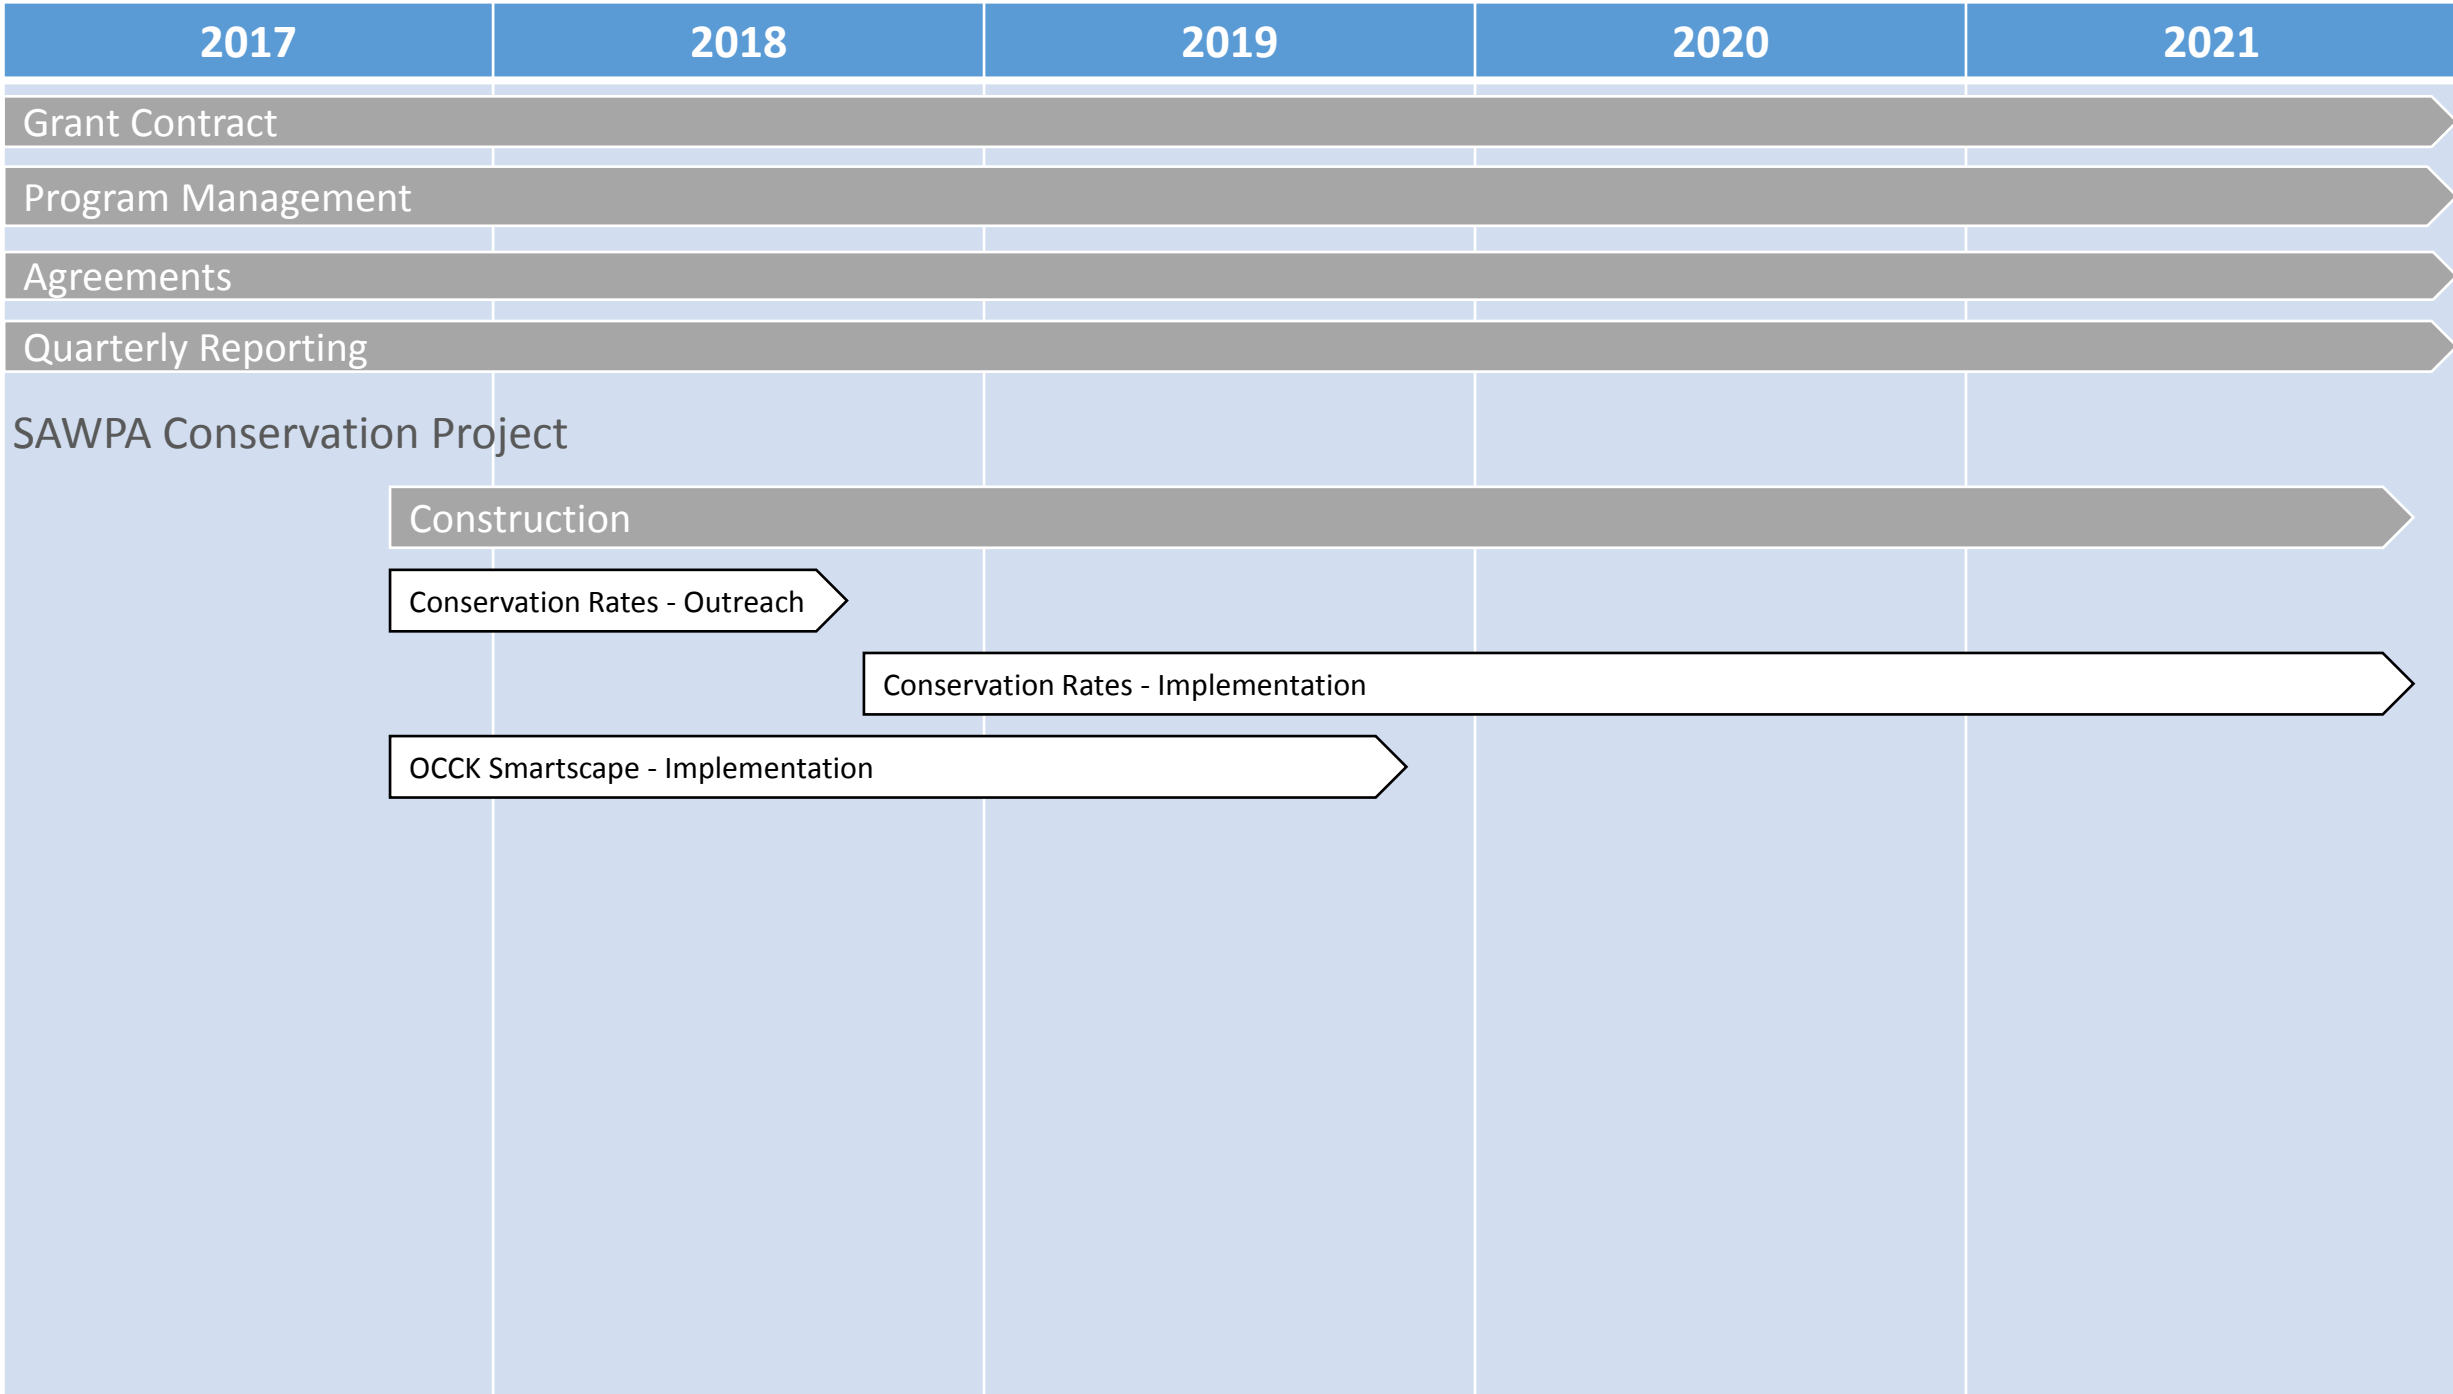 2017 2018 2019 2020 2021
Grant Contract
Program Management
Agreements
Quarterly Reporting
SAWPA Conservation Project
Construction
Conservation Rates - Outreach
Conservation Rates - Implementation
OCCK Smartscape - Implementation